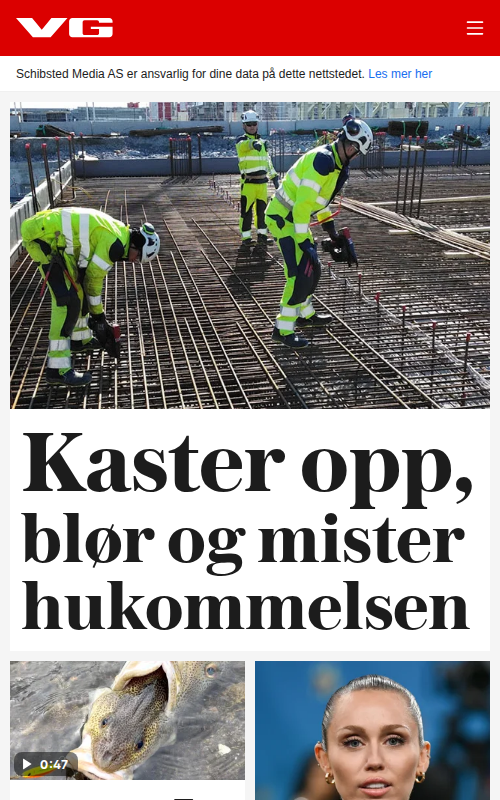 VG
Schibsted Media AS er ansvarlig for dine data på dette nettstedet. Les mer her
Kaster opp,
blør og mister
hukommelsen
0:47